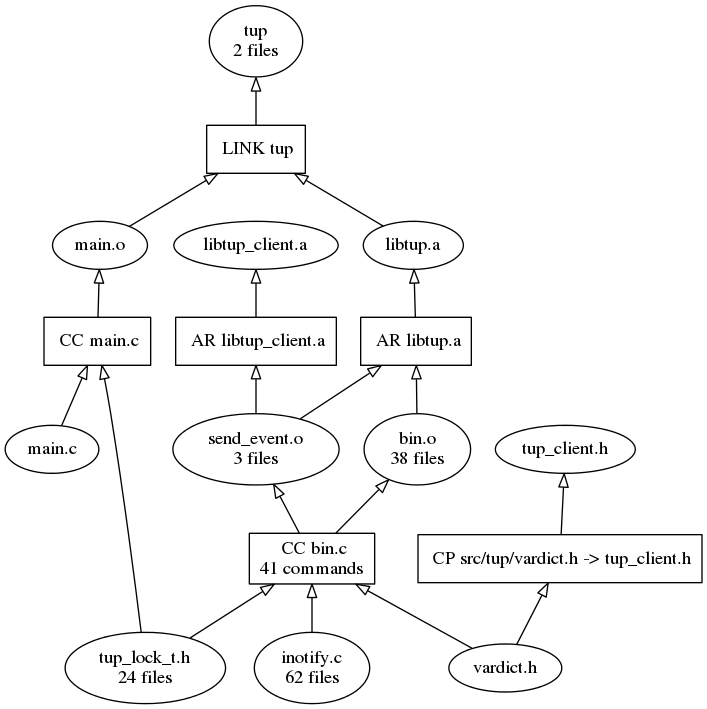 tup
2 files
LINK tup
main.o
libtup_client.a
libtup.a
CC main.c
AR libtup_client.a
AR libtup.a
main.c
send_event.o
3 files
bin.o
38 files
tup_client.h
CC bin.c
41 commands
CP src/tup/vardict.h -> tup_client.h
tup_lock_t.h
24 files
inotify.c
62 files
vardict.h